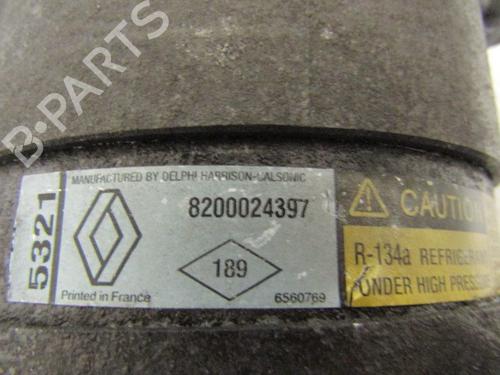 B-PARTS
5321
MANUFACTURED BY DELPHI HARRISON-CALSONIC
8200024397
189
Printed in France
6560769
CAUTION
R-134a REFRIGERANT
UNDER HIGH PRESSURE